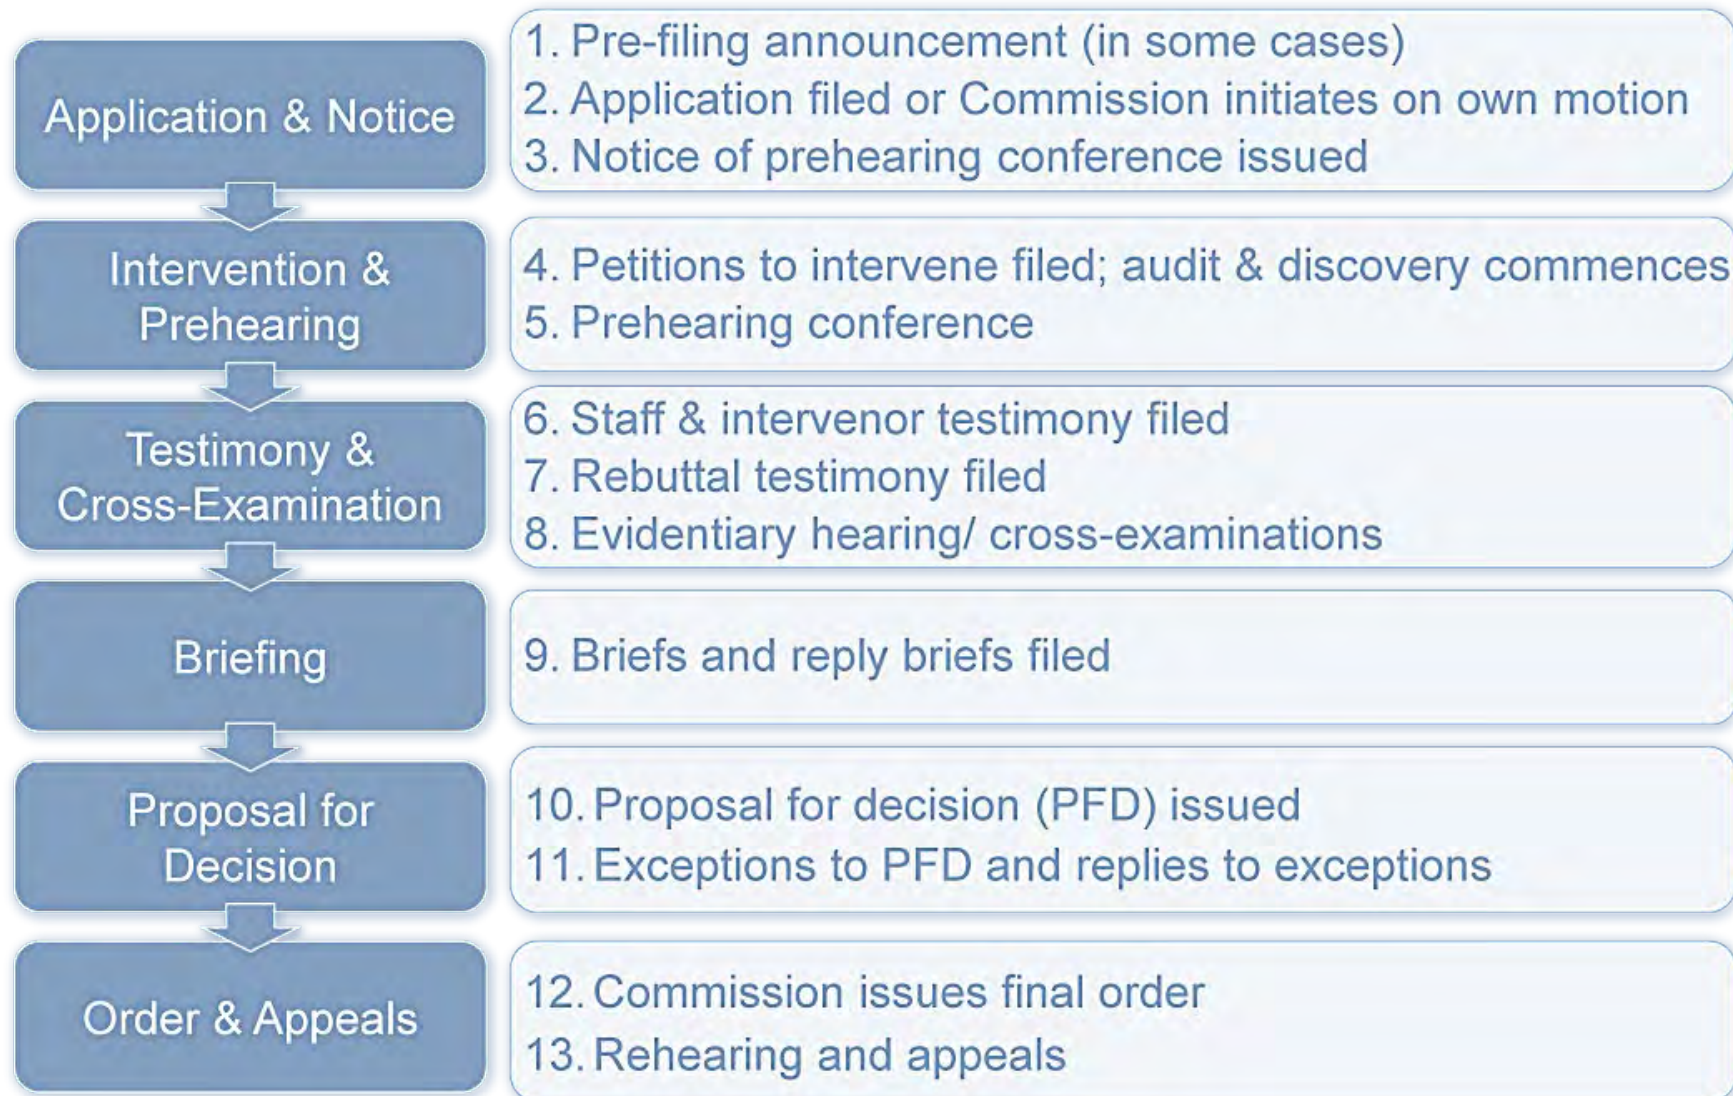 Application & Notice
1. Pre-filing announcement (in some cases)
2. Application filed or Commission initiates on own motion
3. Notice of prehearing conference issued
Intervention &
Prehearing
4. Petitions to intervene filed; audit & discovery commences
5. Prehearing conference
Testimony &
Cross-Examination
6. Staff & intervenor testimony filed
7. Rebuttal testimony filed
8. Evidentiary hearing/ cross-examinations
Briefing
9. Briefs and reply briefs filed
Proposal for
Decision
10. Proposal for decision (PFD) issued
11. Exceptions to PFD and replies to exceptions
Order & Appeals
12. Commission issues final order
13. Rehearing and appeals